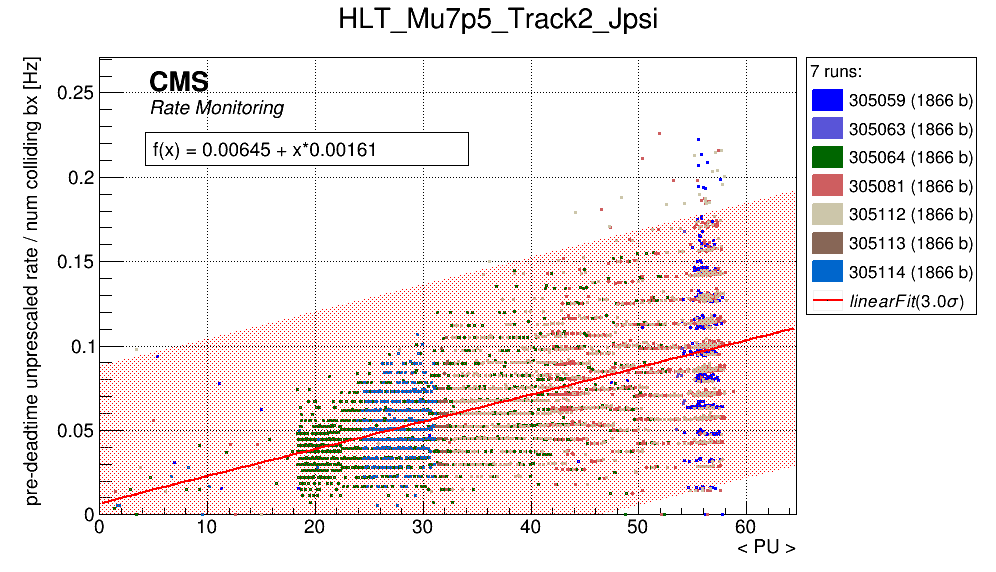 HLT_Mu7p5_Track2_Jpsi
pre-deadtime unprescaled rate / num colliding bx [Hz]
CMS
Rate Monitoring
f(x) = 0.00645 + x*0.00161
0.25
0.2
0.15
0.1
0.05
0
0 10 20 30 40 50 60
< PU >
7 runs:
305059 (1866 b)
305063 (1866 b)
305064 (1866 b)
305081 (1866 b)
305112 (1866 b)
305113 (1866 b)
305114 (1866 b)
linearFit(3.0σ)